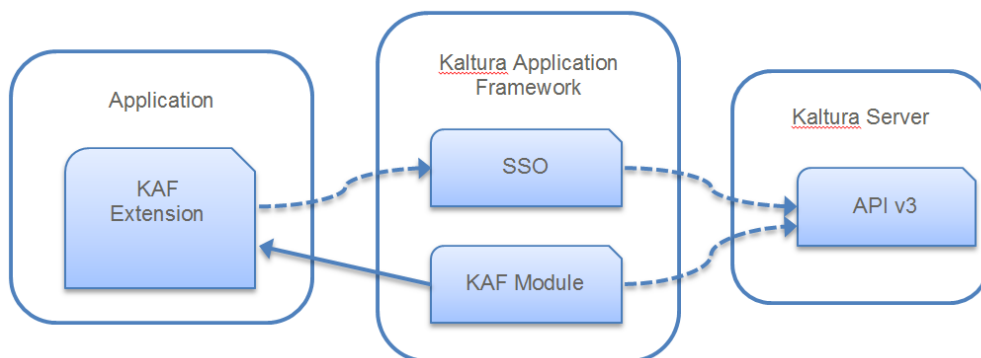 Application
KAF
Extension
Kaltura Application
Framework
SSO
KAF Module
Kaltura Server
API v3